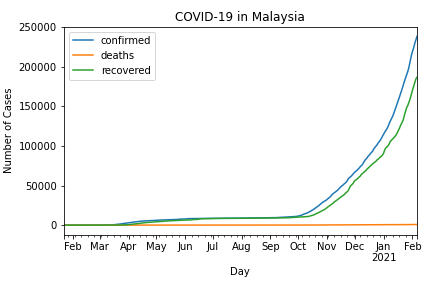 COVID-19 in Malaysia
confirmed
deaths
recovered
Number of Cases
250000
200000
150000
100000
50000
0
Feb Mar Apr May Jun Jul Aug Sep Oct Nov Dec Jan Feb
2021
Day